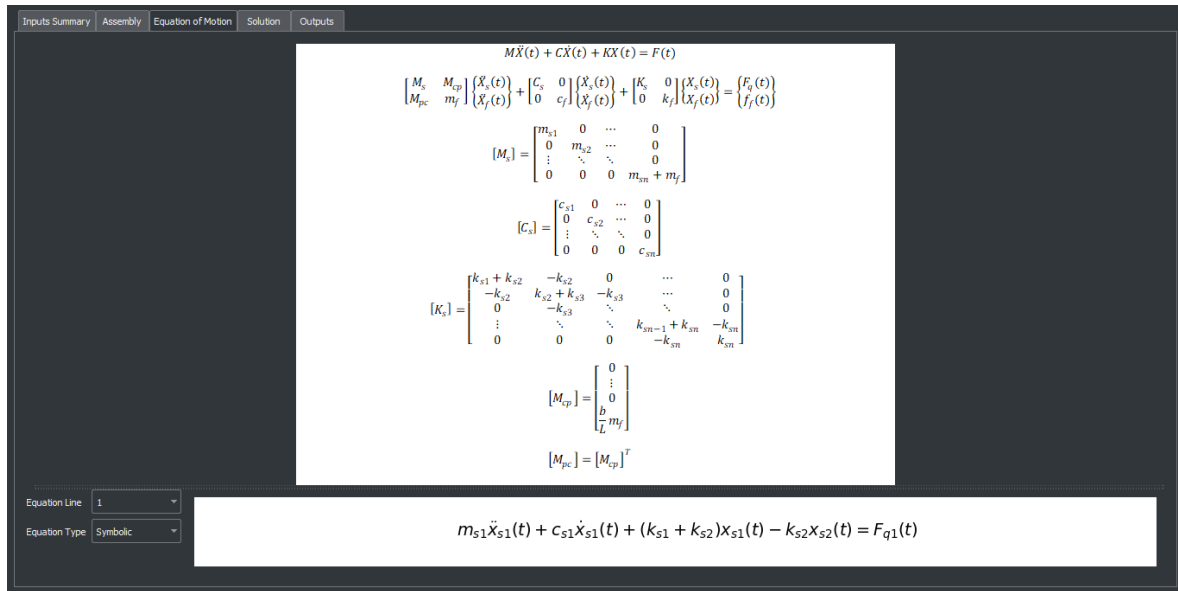 Inputs Summary Assembly Equation of Motion Solution Outputs
MẌ(t) + CẊ(t) + KX(t) = F(t)
[M_s M_cp; M_pc m_f]{Ẍ_s(t); Ẍ_f(t)} + [C_s 0; 0 c_f]{Ẋ_s(t); Ẋ_f(t)} + [K_s 0; 0 k_f]{X_s(t); X_f(t)} = {F_q(t); f_f(t)}
[M_s] = [m_s1 0 ⋯ 0; 0 m_s2 ⋯ 0; ⋮ ⋱ ⋱ 0; 0 0 0 m_sn + m_f]
[C_s] = [c_s1 0 ⋯ 0; 0 c_s2 ⋯ 0; ⋮ ⋱ ⋱ 0; 0 0 0 c_sn]
[K_s] = [k_s1 + k_s2 −k_s2 0 ⋯ 0; −k_s2 k_s2 + k_s3 −k_s3 ⋯ 0; 0 −k_s3 ⋱ ⋱ 0; ⋮ ⋱ ⋱ k_sn−1 + k_sn −k_sn; 0 0 0 −k_sn k_sn]
[M_cp] = [0; ⋮; 0; b/L m_f]
[M_pc] = [M_cp]^T
Equation Line 1
Equation Type Symbolic
m_s1ẍ_s1(t) + c_s1ẋ_s1(t) + (k_s1 + k_s2)x_s1(t) − k_s2x_s2(t) = F_q1(t)